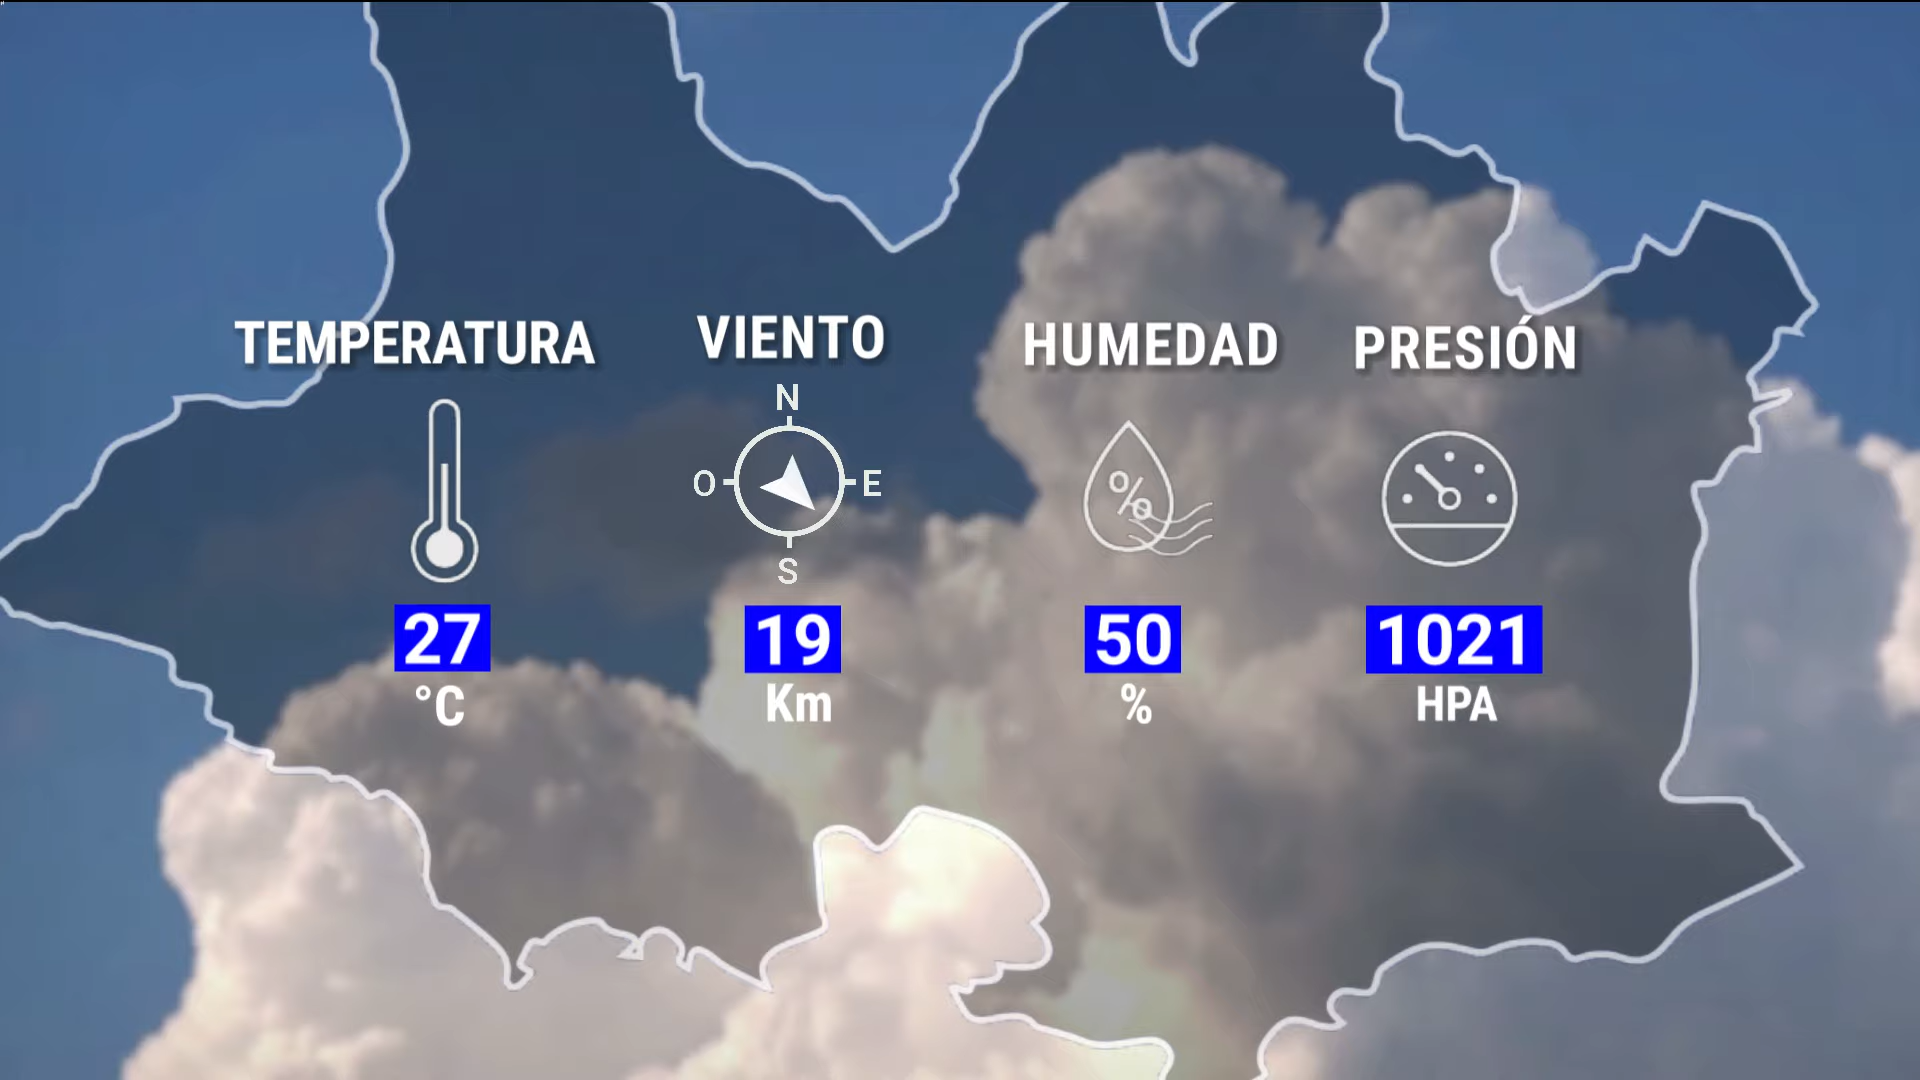 TEMPERATURA
VIENTO
HUMEDAD
PRESIÓN
N
O
E
S
%
27
19
50
1021
°C
Km
%
HPA